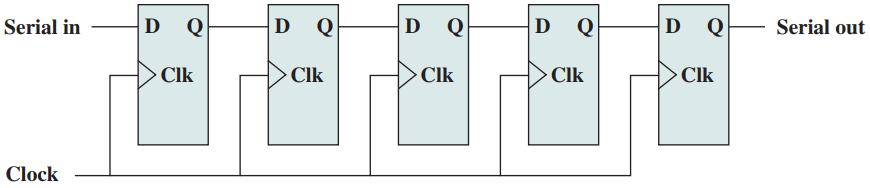 Serial in D Q D Q D Q D Q D Q Serial out
Clk Clk Clk Clk Clk
Clock